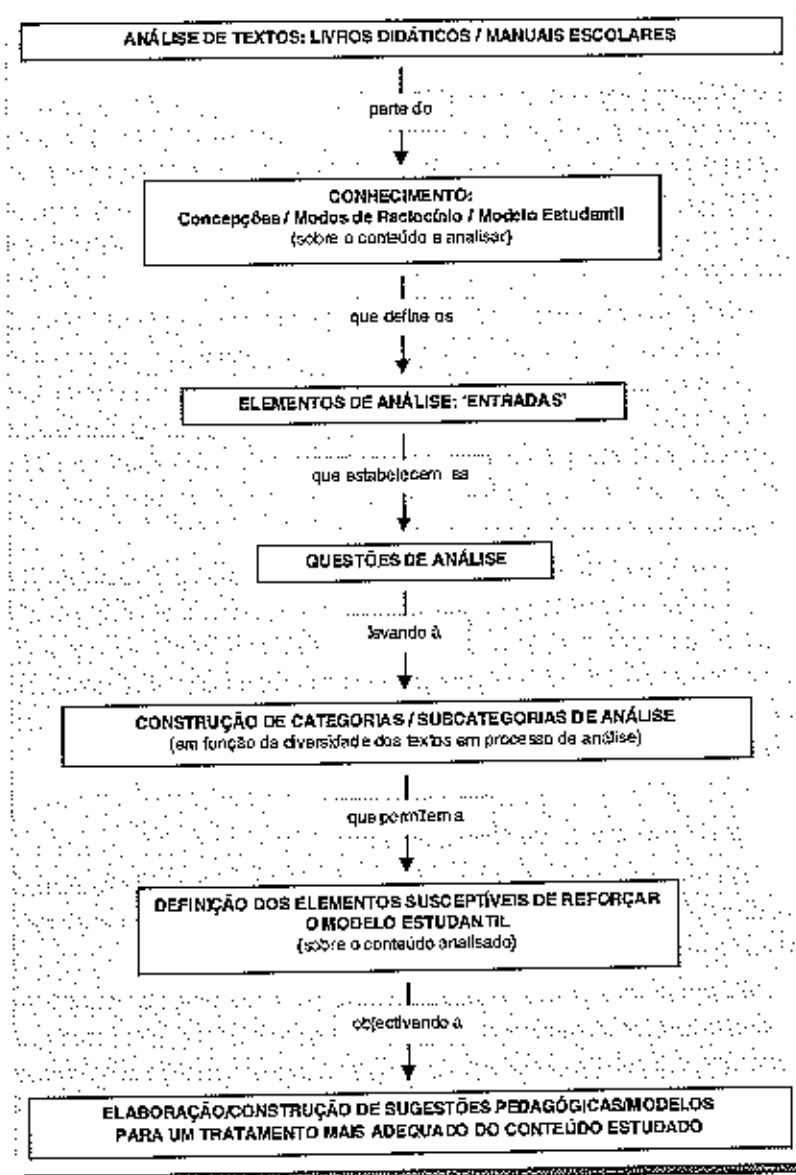 ANÁLISE DE TEXTOS: LIVROS DIDÁTICOS / MANUAIS ESCOLARES
parte do
CONHECIMENTO:
Concepções / Modos de Raciocínio / Modelo Estudantil
(sobre o conteúdo a analisar)
que define os
ELEMENTOS DE ANÁLISE: 'ENTRADAS'
que estabelecem as
QUESTÕES DE ANÁLISE
levando à
CONSTRUÇÃO DE CATEGORIAS / SUBCATEGORIAS DE ANÁLISE
(em função da diversidade dos textos em processo de análise)
que permitem a
DEFINIÇÃO DOS ELEMENTOS SUSCEPTÍVEIS DE REFORÇAR
O MODELO ESTUDANTIL
(sobre o conteúdo analisado)
objectivando a
ELABORAÇÃO/CONSTRUÇÃO DE SUGESTÕES PEDAGÓGICAS/MODELOS
PARA UM TRATAMENTO MAIS ADEQUADO DO CONTEÚDO ESTUDADO